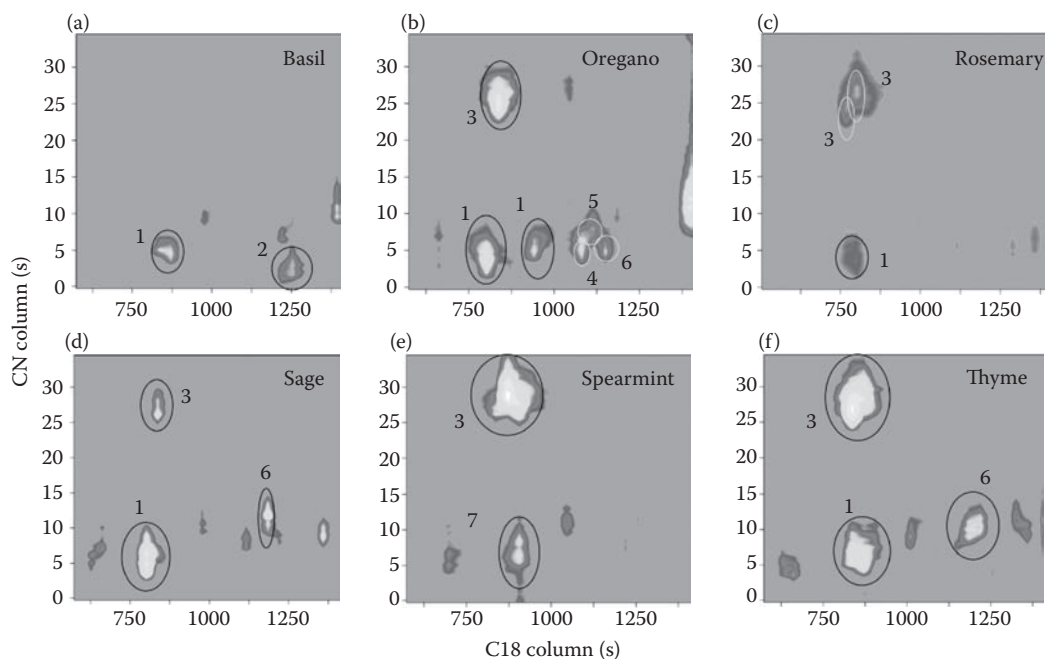 (a) (b) (c)
Basil Oregano Rosemary
30 30 30
3 3
25 25 25
3
20 20 20
3
15 15 15
10 10 10
5
1 1 1
5 2 5 6 5 1
4
0 0 0
750 1000 1250 750 1000 1250 750 1000 1250
CN column (s)
(d) (e) (f)
Sage Spearmint Thyme
30 30 30
3
25 3 25 3 25
20 20 20
6 6
15 15 15
1 7 1
10 10 10
5 5 5
0 0 0
750 1000 1250 750 1000 1250 750 1000 1250
C18 column (s)